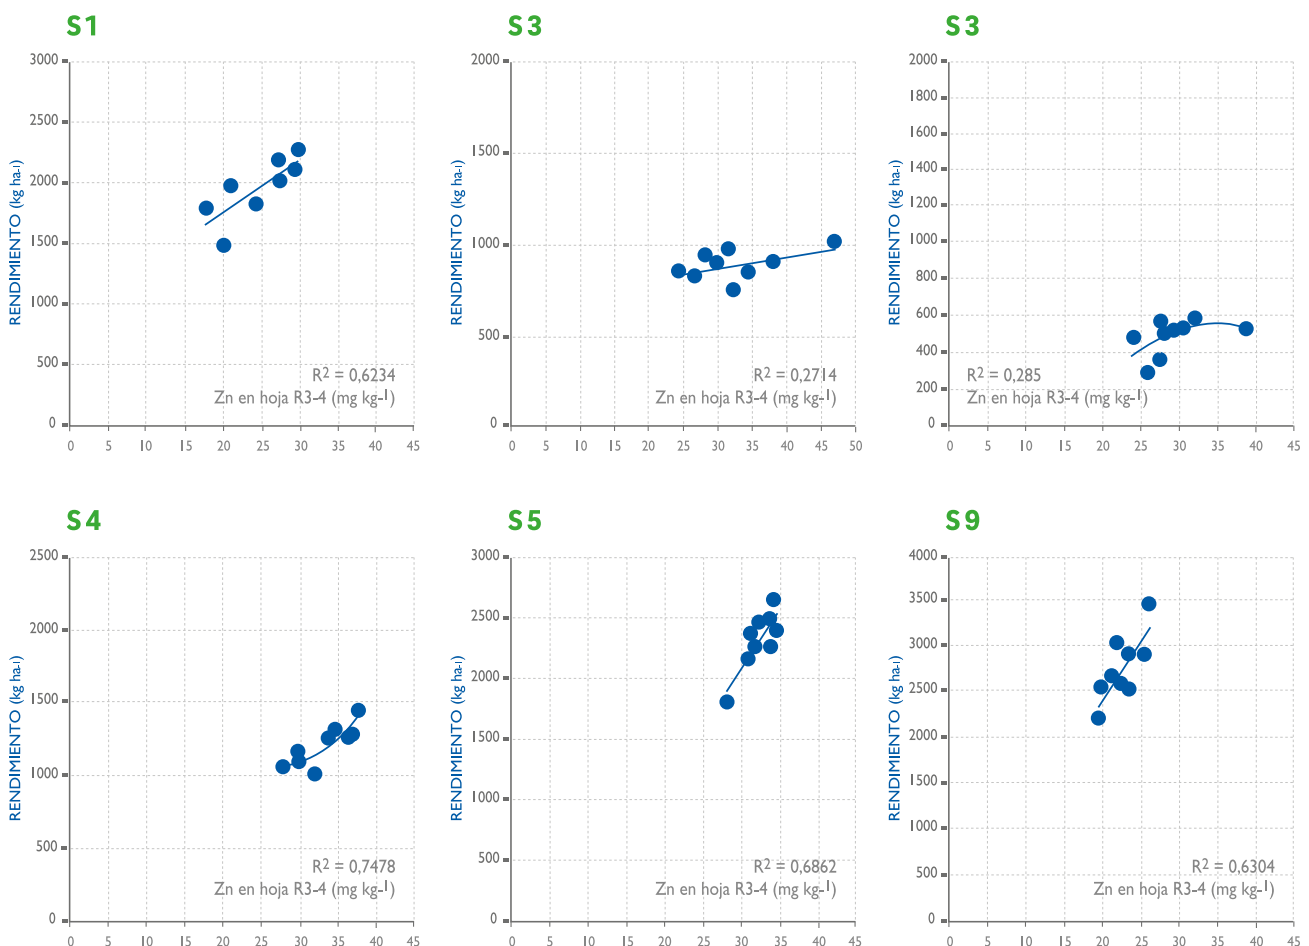 S1
3000
2500
2000
1500
1000
500
0
RENDIMIENTO (kg ha-1)
R2 = 0,6234
Zn en hoja R3-4 (mg kg-1)
0 5 10 15 20 25 30 35 40 45
S3
2000
1500
1000
500
0
RENDIMIENTO (kg ha-1)
R2 = 0,2714
Zn en hoja R3-4 (mg kg-1)
0 5 10 15 20 25 30 35 40 45 50
S3
2000
1800
1600
1400
1200
1000
800
600
400
200
0
RENDIMIENTO (kg ha-1)
R2 = 0,285
Zn en hoja R3-4 (mg kg-1)
0 5 10 15 20 25 30 35 40 45
S4
2500
2000
1500
1000
500
0
RENDIMIENTO (kg ha-1)
R2 = 0,7478
Zn en hoja R3-4 (mg kg-1)
0 5 10 15 20 25 30 35 40 45
S5
3000
2500
2000
1500
1000
500
0
RENDIMIENTO (kg ha-1)
R2 = 0,6862
Zn en hoja R3-4 (mg kg-1)
0 5 10 15 20 25 30 35 40 45
S9
4000
3500
3000
2500
2000
1500
1000
500
0
RENDIMIENTO (kg ha-1)
R2 = 0,6304
Zn en hoja R3-4 (mg kg-1)
0 5 10 15 20 25 30 35 40 45